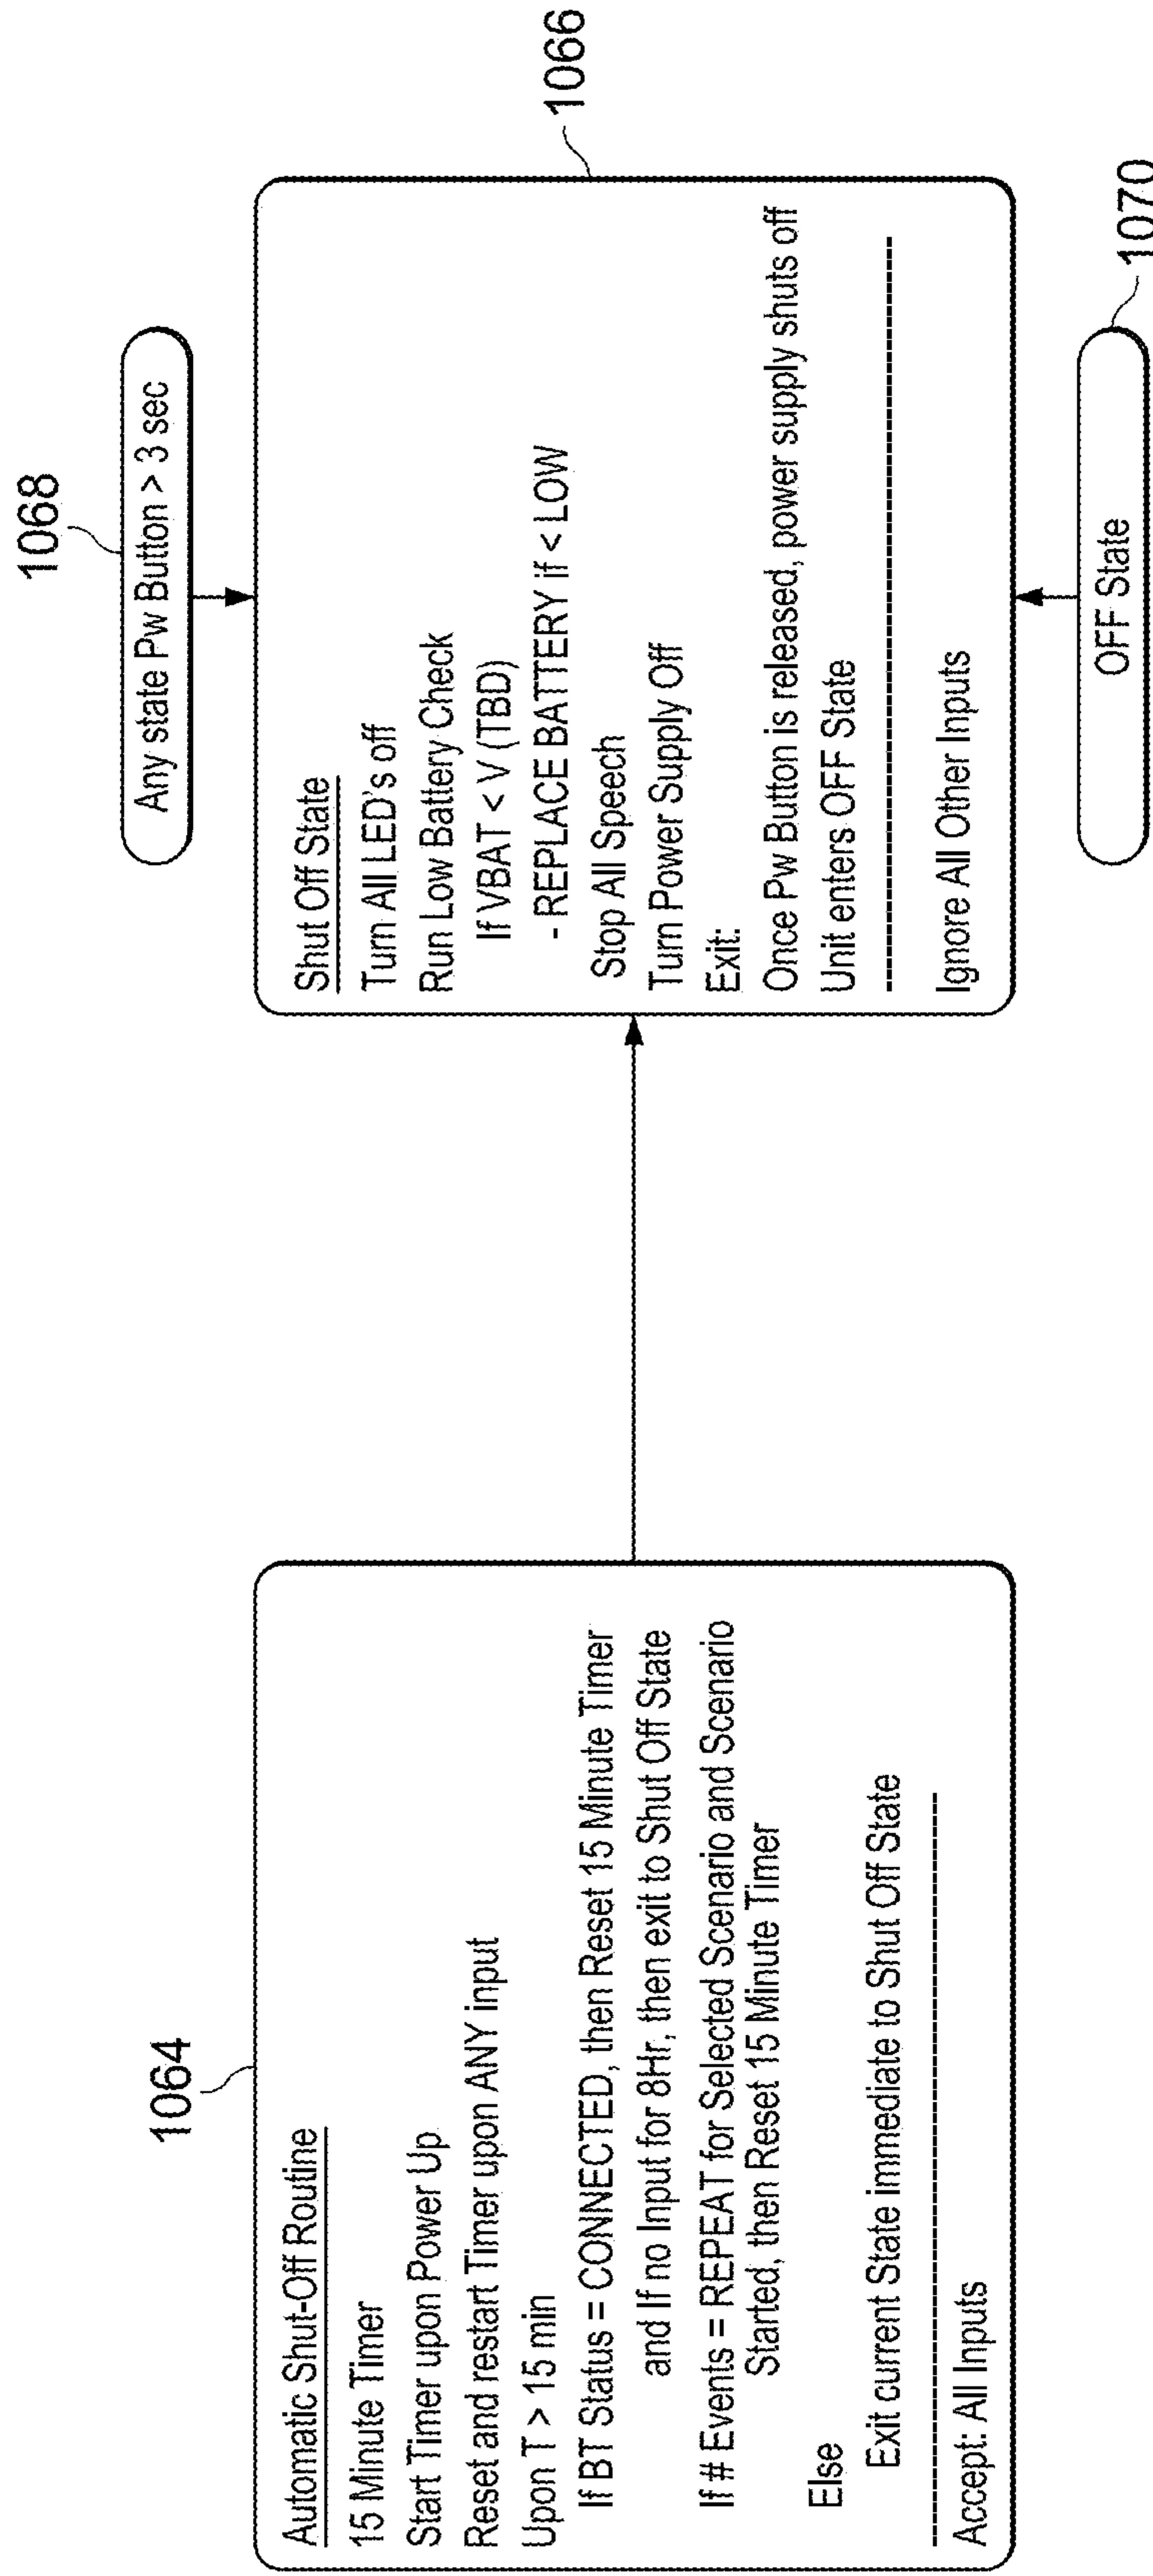 1064
Automatic Shut-Off Routine
15 Minute Timer
Start Timer upon Power Up
Reset and restart Timer upon ANY input
Upon T > 15 min
If BT Status = CONNECTED, then Reset 15 Minute Timer
and If no Input for 8Hr, then exit to Shut Off State
If # Events = REPEAT for Selected Scenario and Scenario
Started, then Reset 15 Minute Timer
Else
Exit current State immediate to Shut Off State
Accept: All Inputs
1068
Any state Pw Button > 3 sec
Shut Off State
Turn All LED's off
Run Low Battery Check
If VBAT < V (TBD)
- REPLACE BATTERY if < LOW
Stop All Speech
Turn Power Supply Off
Exit:
Once Pw Button is released, power supply shuts off
Unit enters OFF State
Ignore All Other Inputs
1066
OFF State
1070